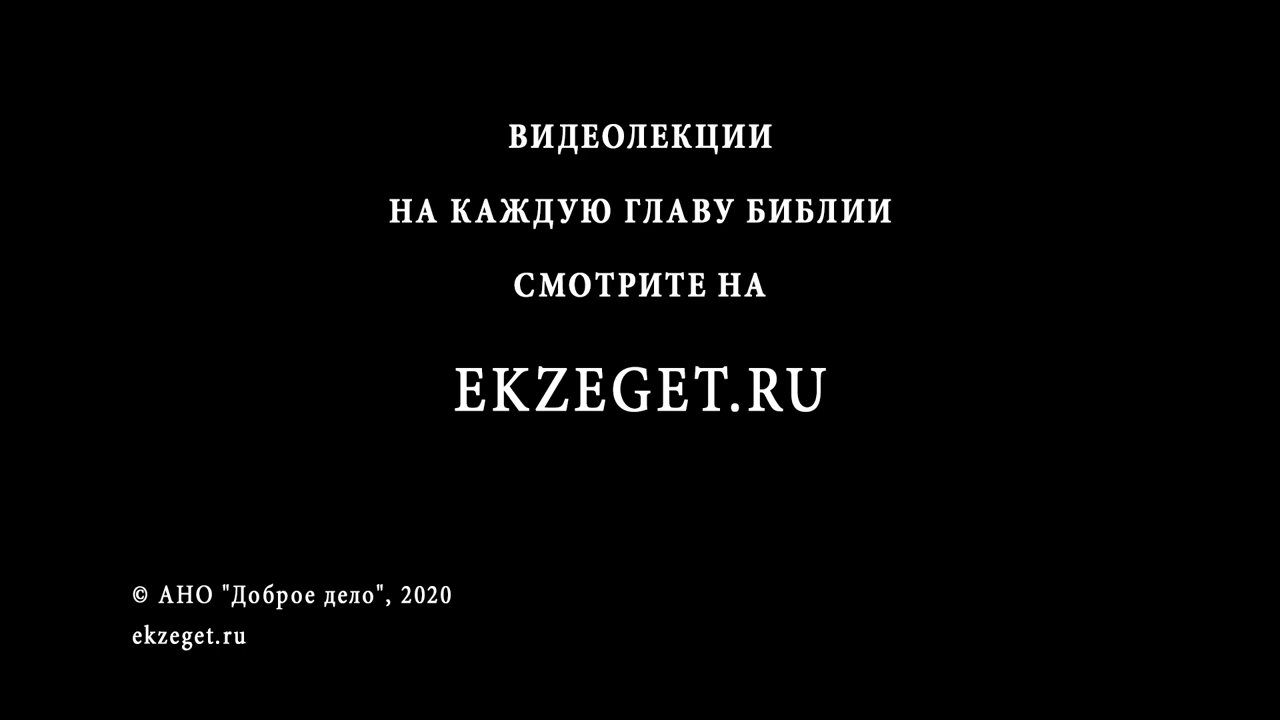 ВИДЕОЛЕКЦИИ
НА КАЖДУЮ ГЛАВУ БИБЛИИ
СМОТРИТЕ НА
EKZEGET.RU
© АНО "Доброе дело", 2020
ekzeget.ru